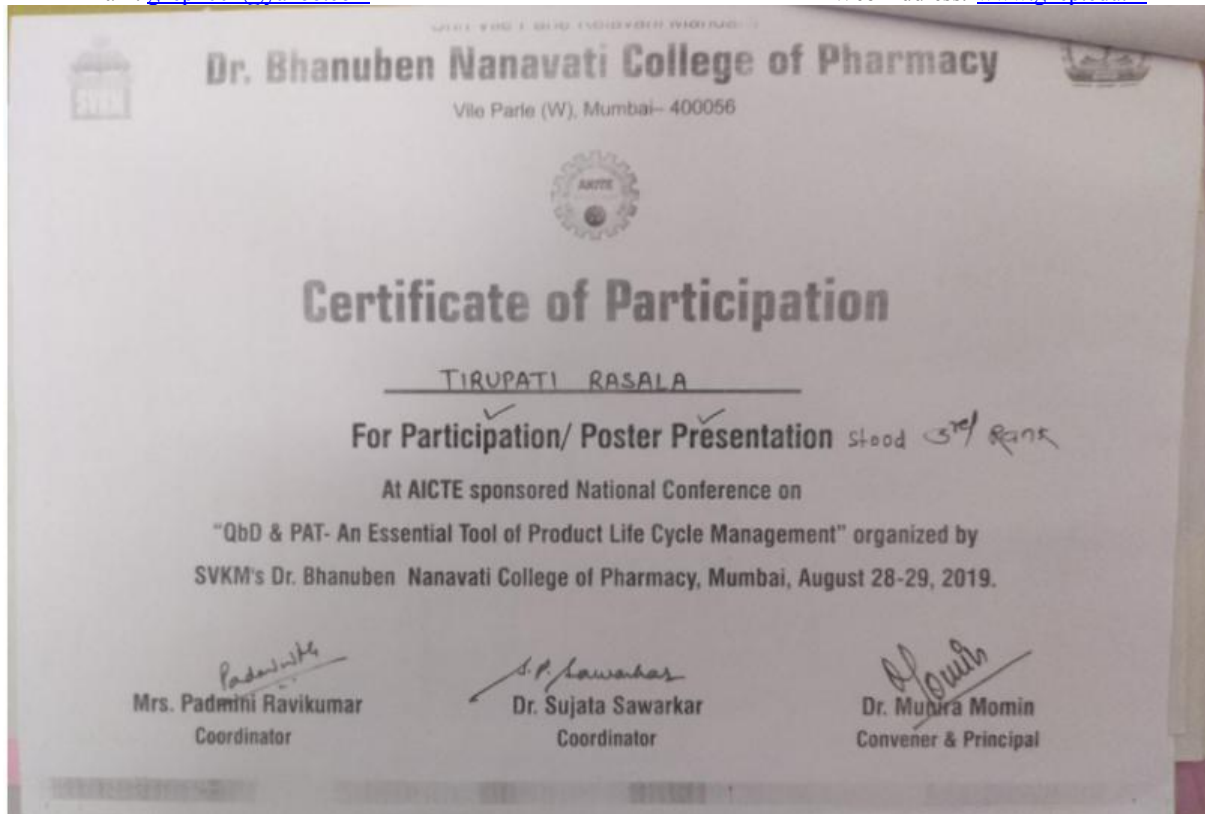 Dr. Bhanuben Nanavati College of Pharmacy
SVKM
Vile Parle (W), Mumbai– 400056
AICTE
Certificate of Participation
TIRUPATI RASALA
For Participation/ Poster Presentation stood 3rd Rank
At AICTE sponsored National Conference on
"QbD & PAT- An Essential Tool of Product Life Cycle Management" organized by
SVKM's Dr. Bhanuben Nanavati College of Pharmacy, Mumbai, August 28-29, 2019.
S.P. Sawarkar
Mrs. Padmini Ravikumar Dr. Sujata Sawarkar Dr. Munira Momin
Coordinator Coordinator Convener & Principal